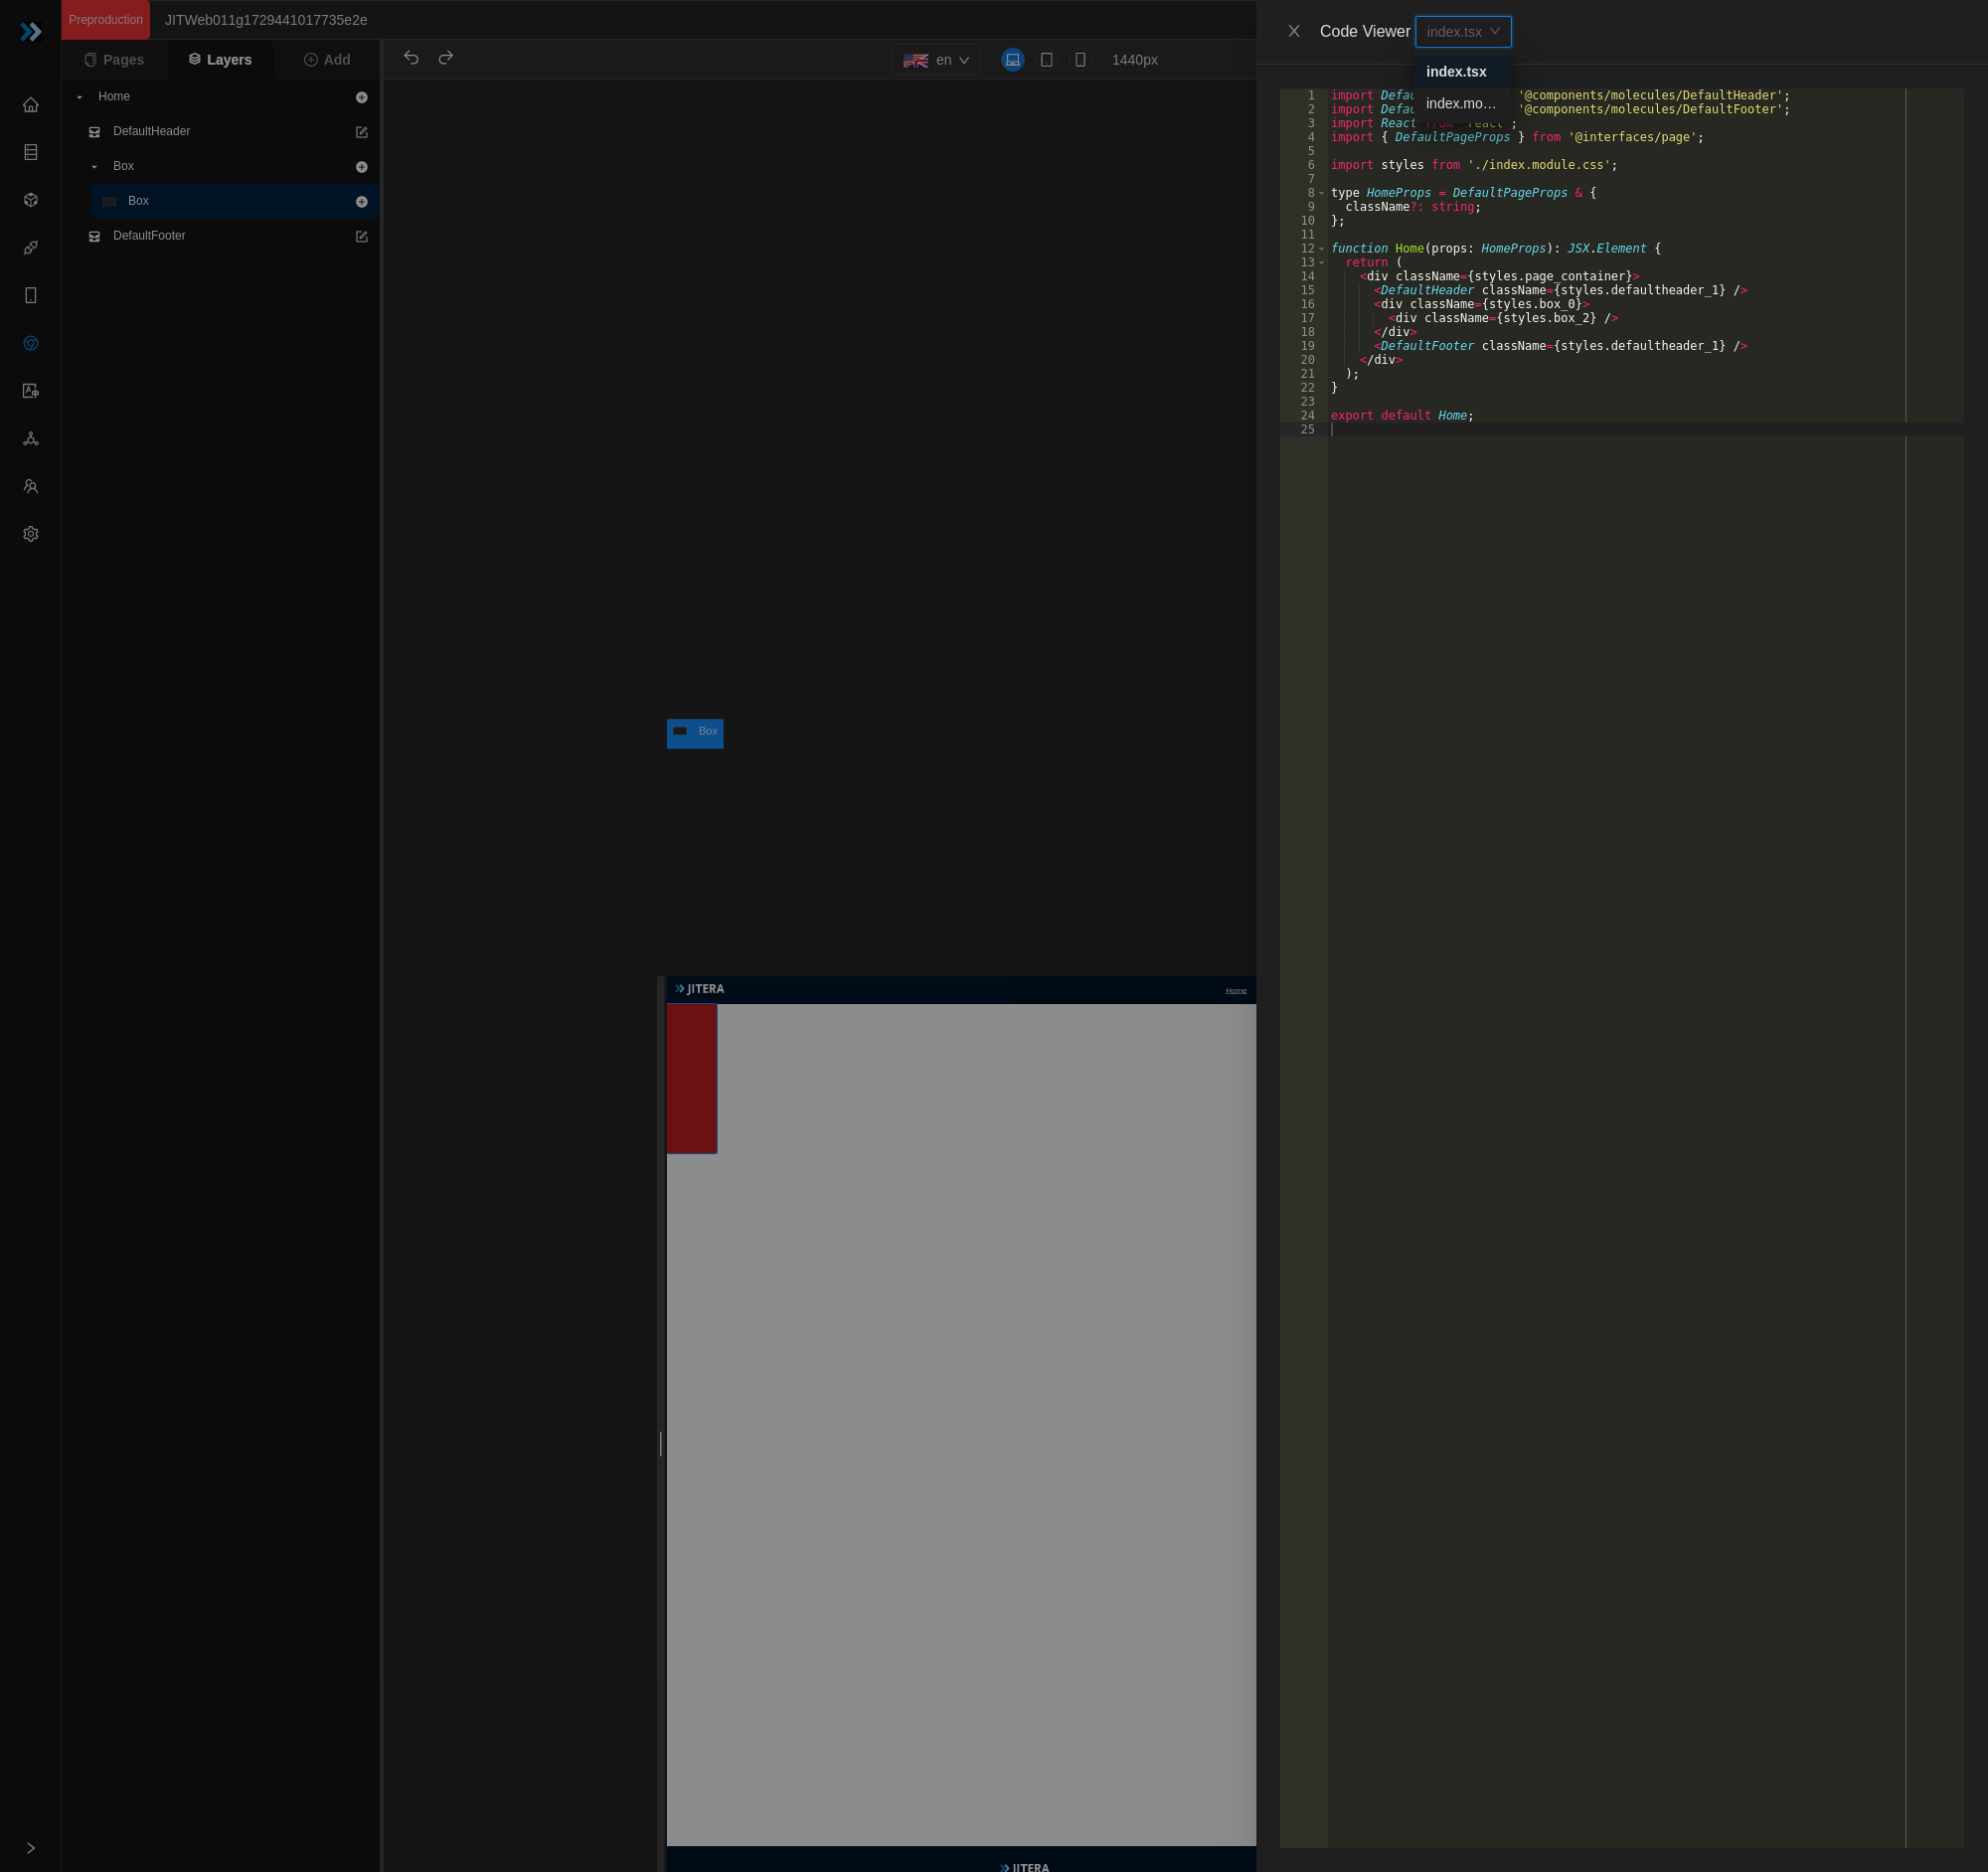 Preproduction
JITWeb011g1729441017735e2e
Pages
Layers
Add
Home
DefaultHeader
Box
Box
DefaultFooter
en
1440px
Box
JITERA
Home
JITERA
Code Viewer
index.tsx
index.tsx
index.mo…
1 import Defau '@components/molecules/DefaultHeader';
2 import Defau '@components/molecules/DefaultFooter';
3 import React from 'react';
4 import { DefaultPageProps } from '@interfaces/page';
5
6 import styles from './index.module.css';
7
8 type HomeProps = DefaultPageProps & {
9 className?: string;
10 };
11
12 function Home(props: HomeProps): JSX.Element {
13 return (
14 <div className={styles.page_container}>
15 <DefaultHeader className={styles.defaultheader_1} />
16 <div className={styles.box_0}>
17 <div className={styles.box_2} />
18 </div>
19 <DefaultFooter className={styles.defaultheader_1} />
20 </div>
21 );
22 }
23
24 export default Home;
25